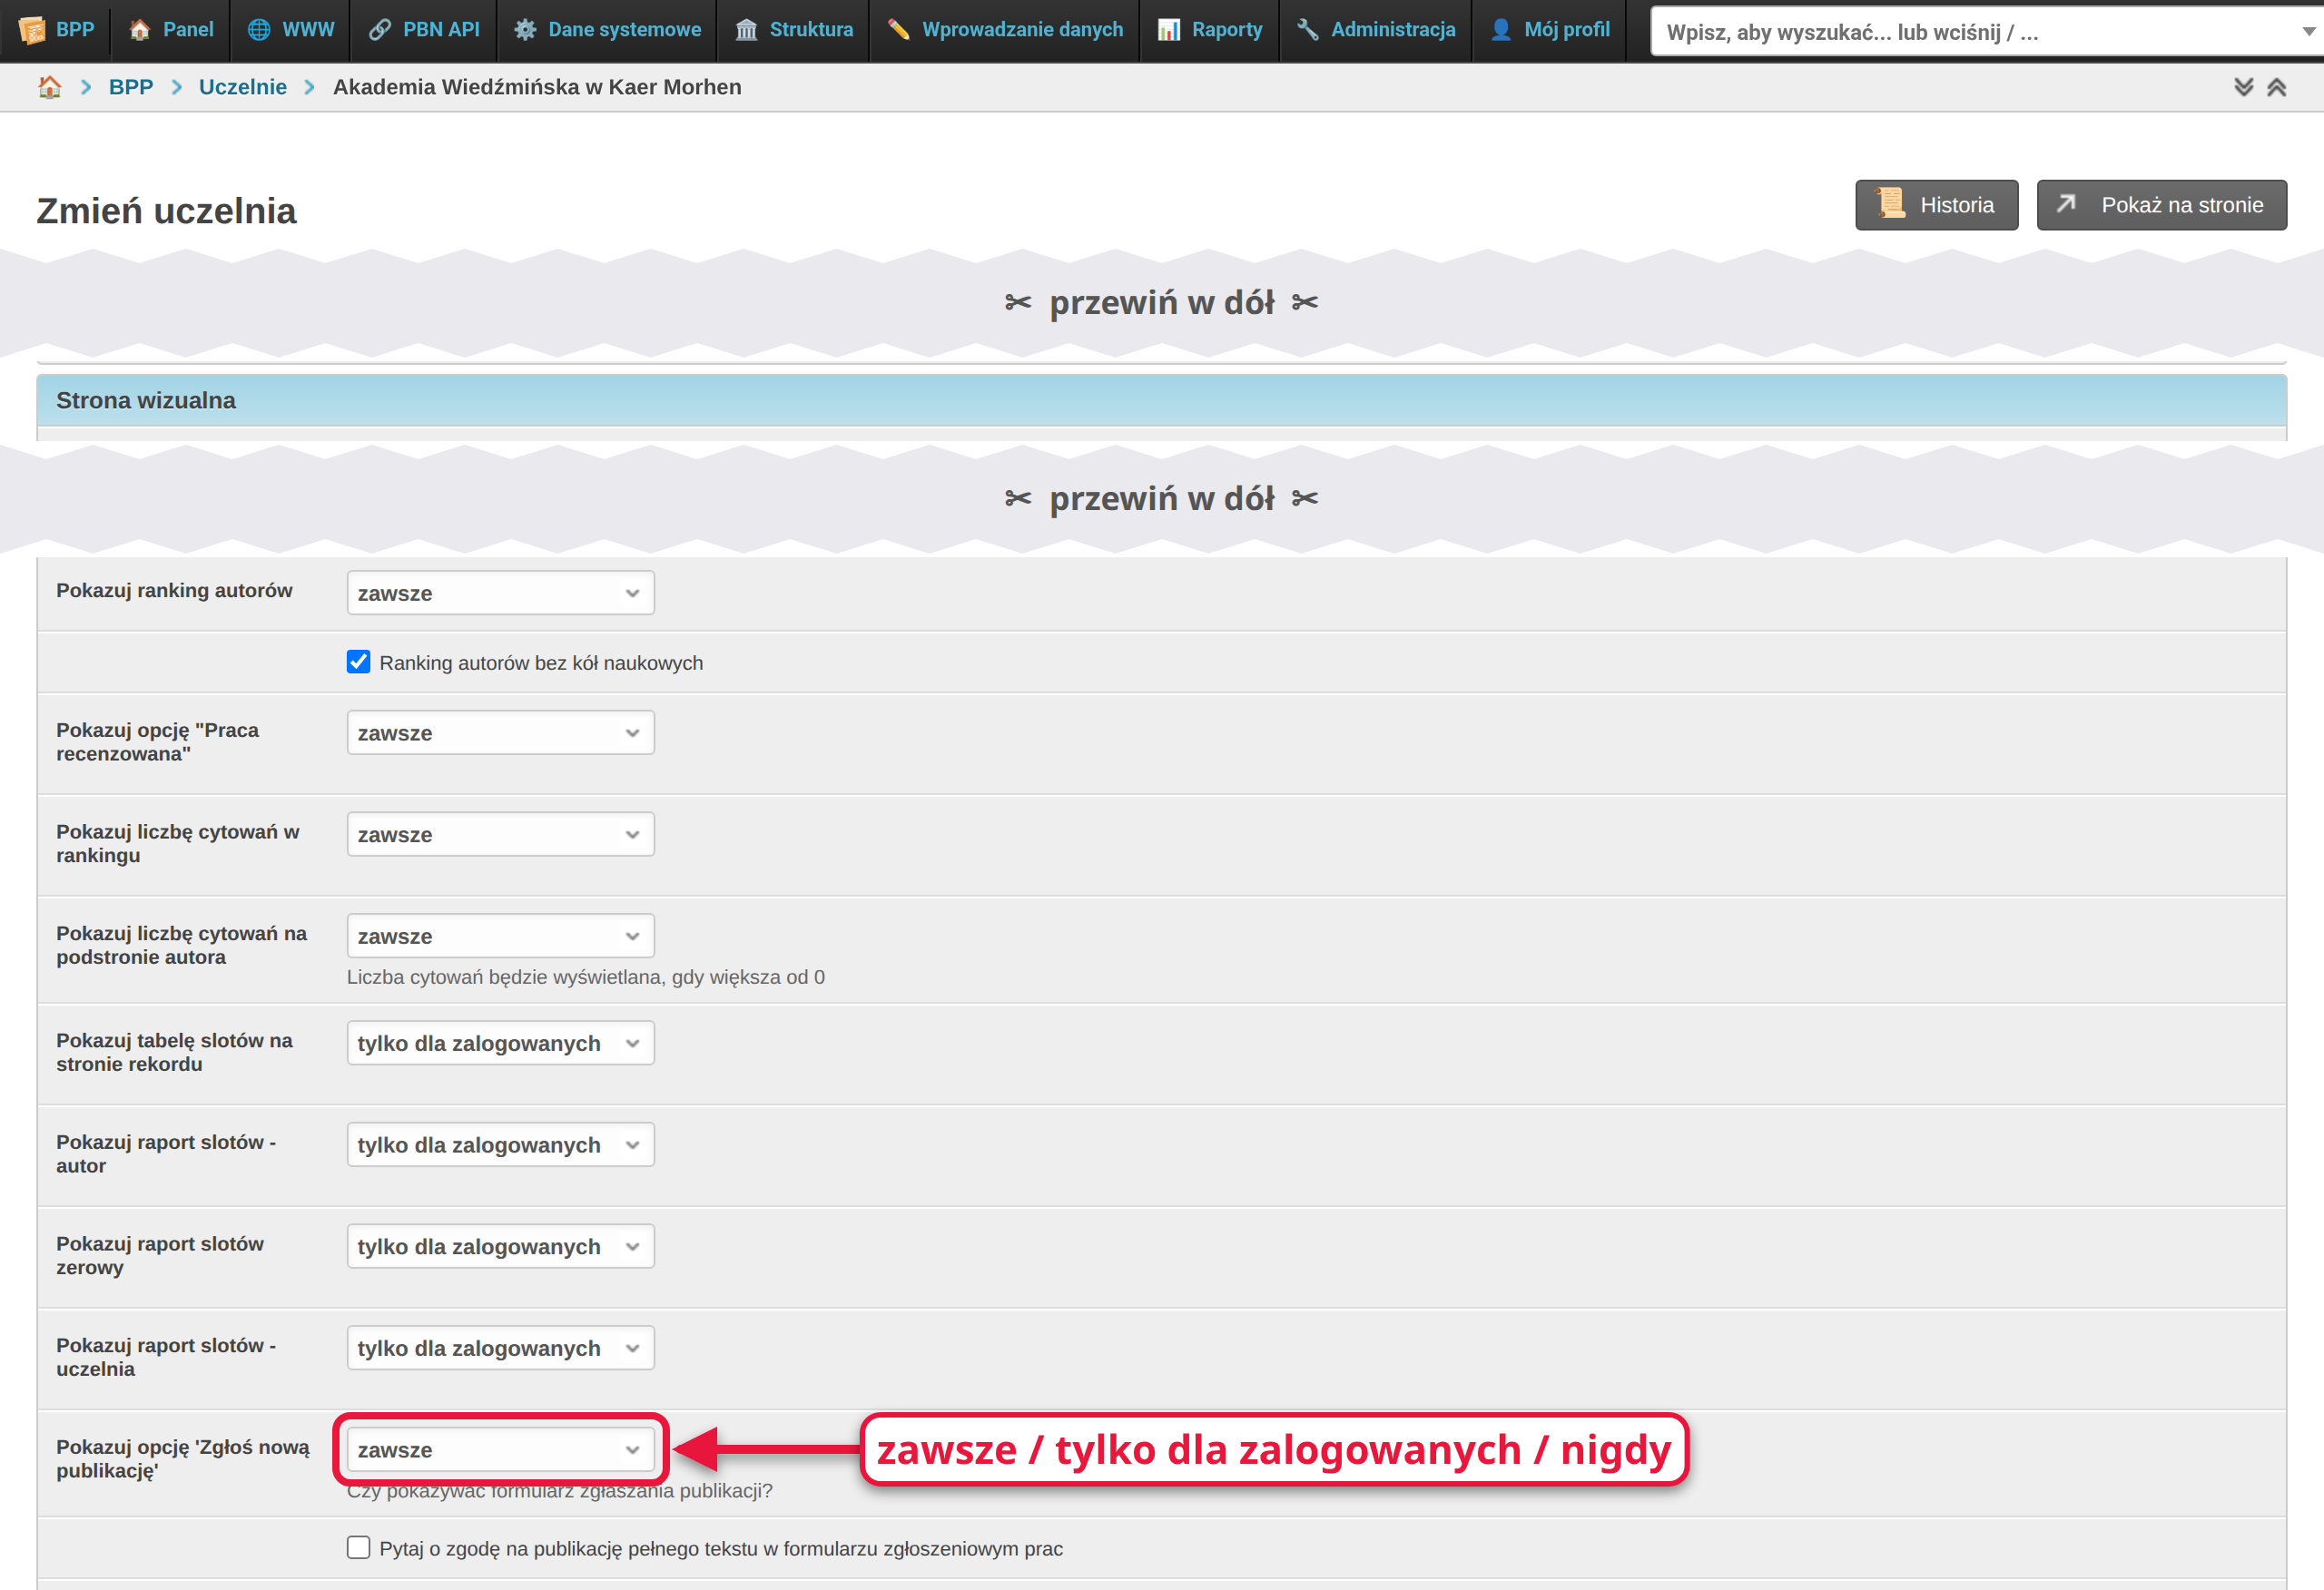 BPP Panel WWW PBN API Dane systemowe Struktura Wprowadzanie danych Raporty Administracja Mój profil Wpisz, aby wyszukać... lub wciśnij / ...
BPP Uczelnie Akademia Wiedźmińska w Kaer Morhen
Zmień uczelnia
Historia
Pokaż na stronie
przewiń w dół
Strona wizualna
przewiń w dół
Pokazuj ranking autorów
zawsze
Ranking autorów bez kół naukowych
Pokazuj opcję "Praca
recenzowana"
zawsze
Pokazuj liczbę cytowań w
rankingu
zawsze
Pokazuj liczbę cytowań na
podstronie autora
zawsze
Liczba cytowań będzie wyświetlana, gdy większa od 0
Pokazuj tabelę slotów na
stronie rekordu
tylko dla zalogowanych
Pokazuj raport slotów -
autor
tylko dla zalogowanych
Pokazuj raport slotów
zerowy
tylko dla zalogowanych
Pokazuj raport slotów -
uczelnia
tylko dla zalogowanych
Pokazuj opcję 'Zgłoś nową
publikację'
zawsze
zawsze / tylko dla zalogowanych / nigdy
Czy pokazywać formularz zgłaszania publikacji?
Pytaj o zgodę na publikację pełnego tekstu w formularzu zgłoszeniowym prac